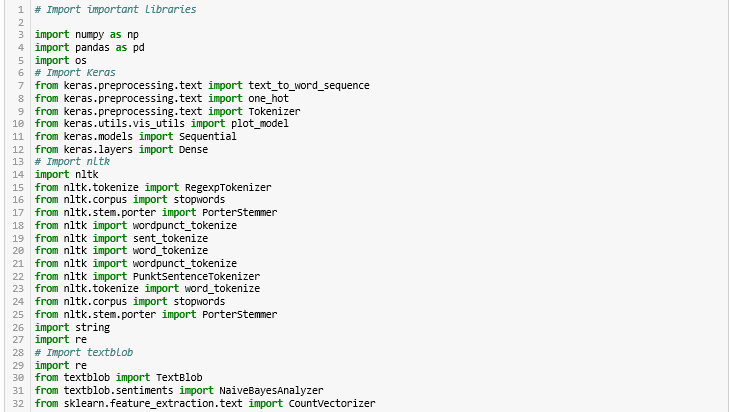 1 # Import important libraries
2
3 import numpy as np
4 import pandas as pd
5 import os
6 # Import Keras
7 from keras.preprocessing.text import text_to_word_sequence
8 from keras.preprocessing.text import one_hot
9 from keras.preprocessing.text import Tokenizer
10 from keras.utils.vis_utils import plot_model
11 from keras.models import Sequential
12 from keras.layers import Dense
13 # Import nltk
14 import nltk
15 from nltk.tokenize import RegexpTokenizer
16 from nltk.corpus import stopwords
17 from nltk.stem.porter import PorterStemmer
18 from nltk import wordpunct_tokenize
19 from nltk import sent_tokenize
20 from nltk import word_tokenize
21 from nltk import wordpunct_tokenize
22 from nltk import PunktSentenceTokenizer
23 from nltk.tokenize import word_tokenize
24 from nltk.corpus import stopwords
25 from nltk.stem.porter import PorterStemmer
26 import string
27 import re
28 # Import textblob
29 import re
30 from textblob import TextBlob
31 from textblob.sentiments import NaiveBayesAnalyzer
32 from sklearn.feature_extraction.text import CountVectorizer